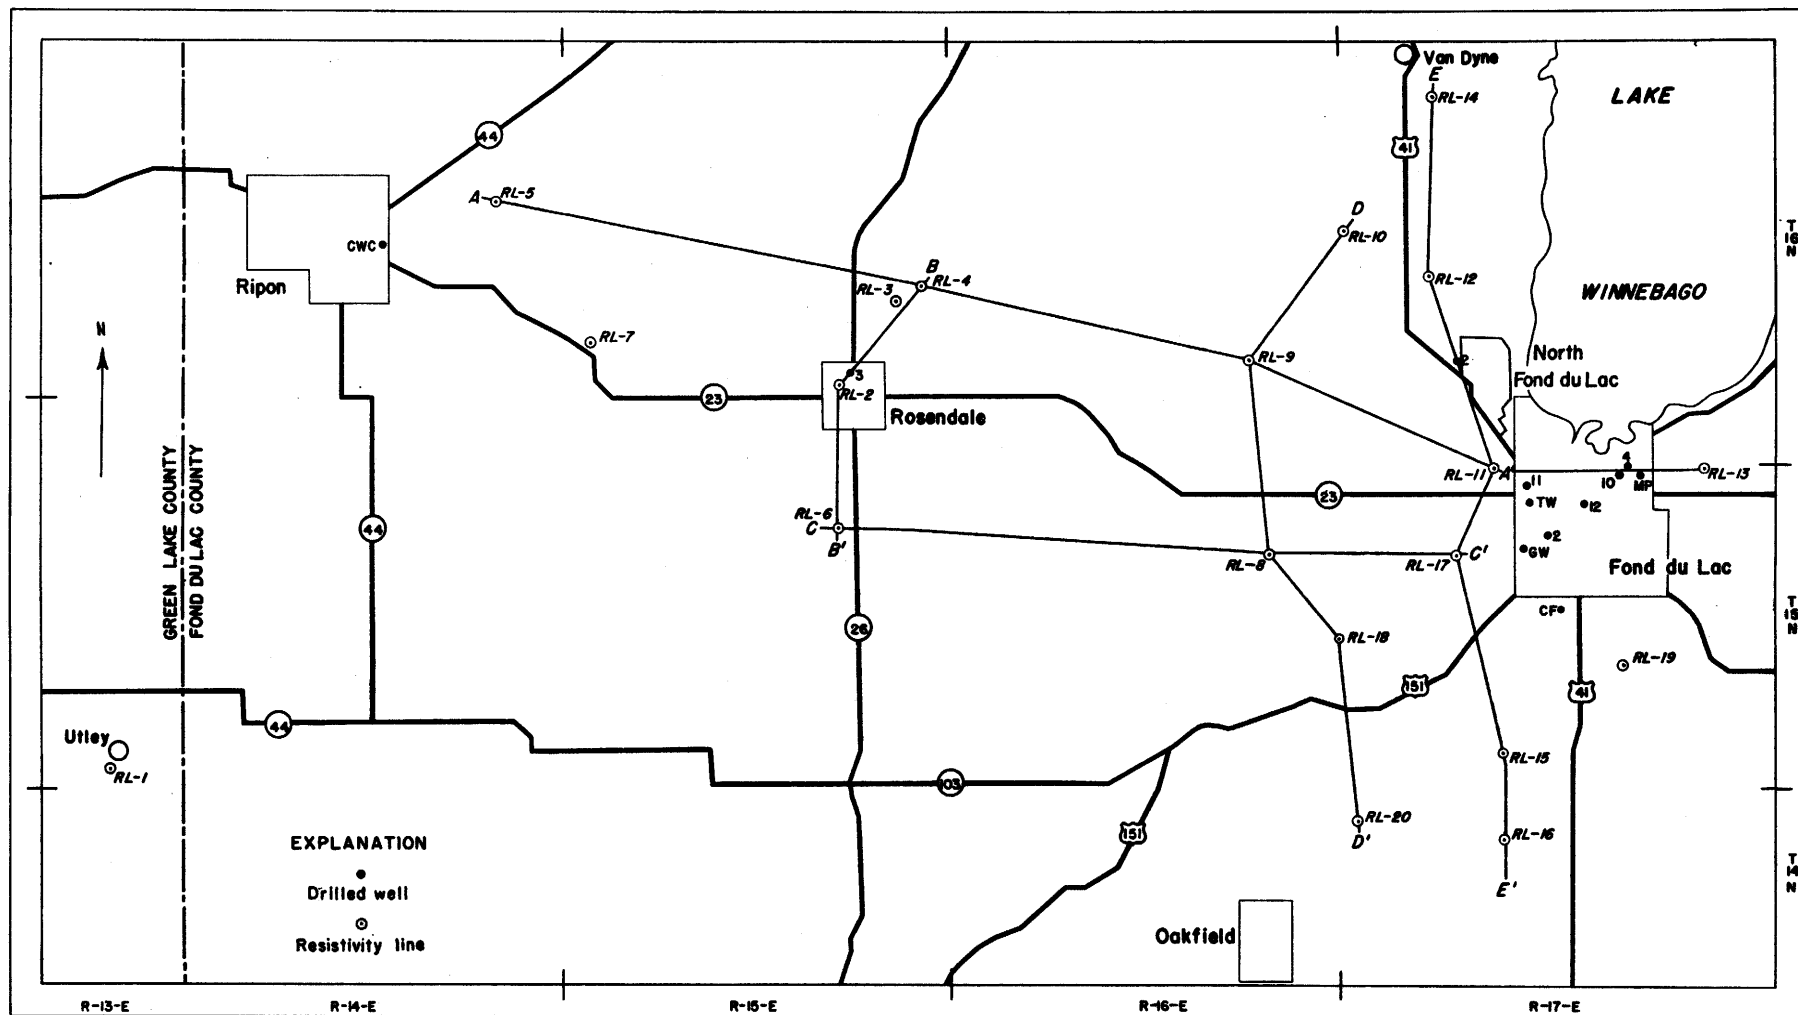 Van Dyne
E
RL-14
LAKE
44
41
A
RL-5
D
RL-10
T
16
N
CWC
Ripon
B
RL-3
RL-4
RL-12
WINNEBAGO
N
RL-7
RL-9
2
North
Fond du Lac
3
RL-2
23
Rosendale
GREEN LAKE COUNTY
FOND DU LAC COUNTY
RL-11
A'
4
10
MP
RL-13
11
TW
12
23
44
RL-6
C
B'
RL-8
RL-17
C'
2
GW
Fond du Lac
CF
T
15
N
26
RL-18
RL-19
151
41
44
Utley
RL-1
RL-15
103
RL-20
D'
RL-16
151
EXPLANATION
Drilled well
Resistivity line
E'
T
14
N
Oakfield
R-13-E
R-14-E
R-15-E
R-16-E
R-17-E